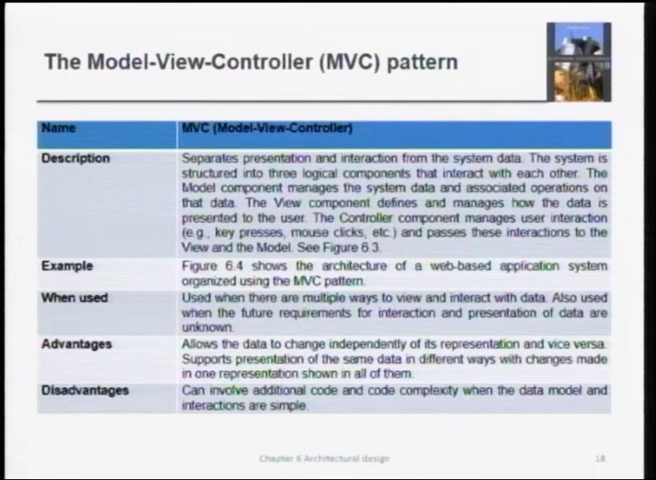 The Model-View-Controller (MVC) pattern
Name MVC (Model-View-Controller)
Description Separates presentation and interaction from the system data. The system is
structured into three logical components that interact with each other. The
Model component manages the system data and associated operations on
that data. The View component defines and manages how the data is
presented to the user. The Controller component manages user interaction
(e.g., key presses, mouse clicks, etc.) and passes these interactions to the
View and the Model. See Figure 6.3.
Example Figure 6.4 shows the architecture of a web-based application system
organized using the MVC pattern.
When used Used when there are multiple ways to view and interact with data. Also used
when the future requirements for interaction and presentation of data are
unknown.
Advantages Allows the data to change independently of its representation and vice versa.
Supports presentation of the same data in different ways with changes made
in one representation shown in all of them.
Disadvantages Can involve additional code and code complexity when the data model and
interactions are simple.
Chapter 6 Architectural design 18